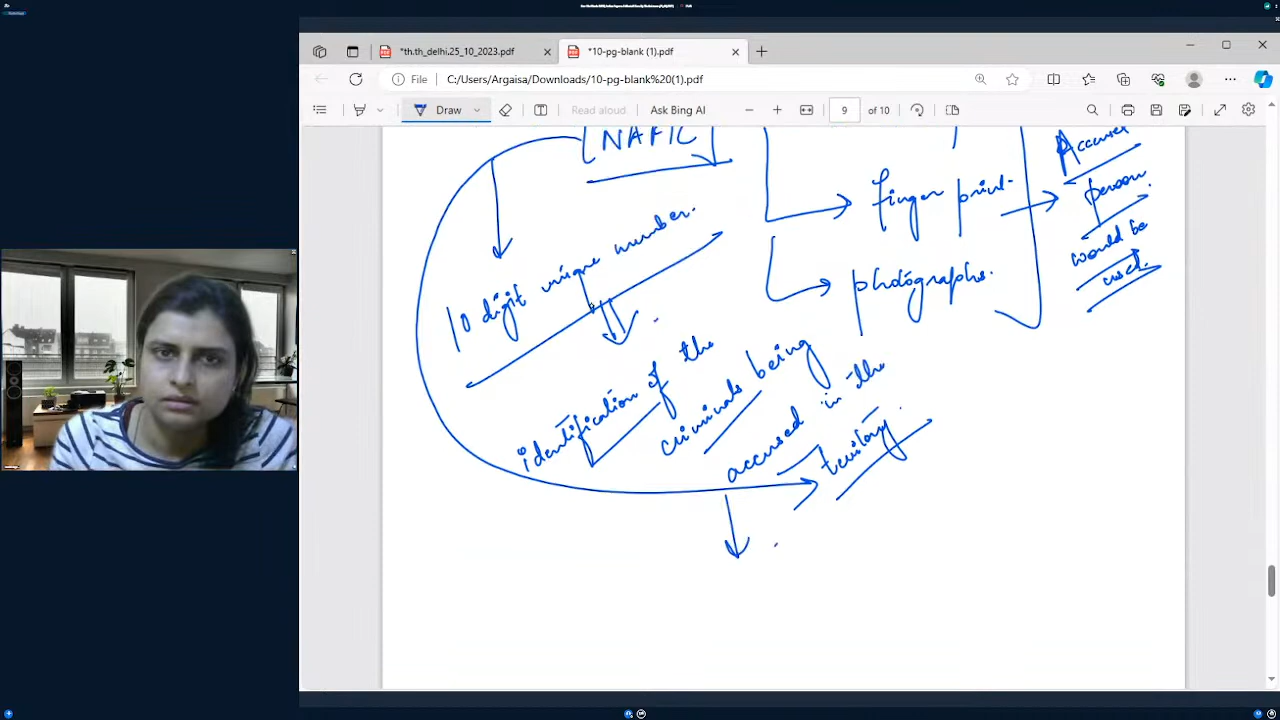 *th.th_delhi.25_10_2023.pdf
*10-pg-blank (1).pdf
File
C:/Users/Argaisa/Downloads/10-pg-blank%20(1).pdf
Draw
Read aloud
Ask Bing AI
9 of 10
Accused
person
would be
used.
finger print.
photographs.
10 digit unique number.
identification of the
criminals being
accused in the
territory.